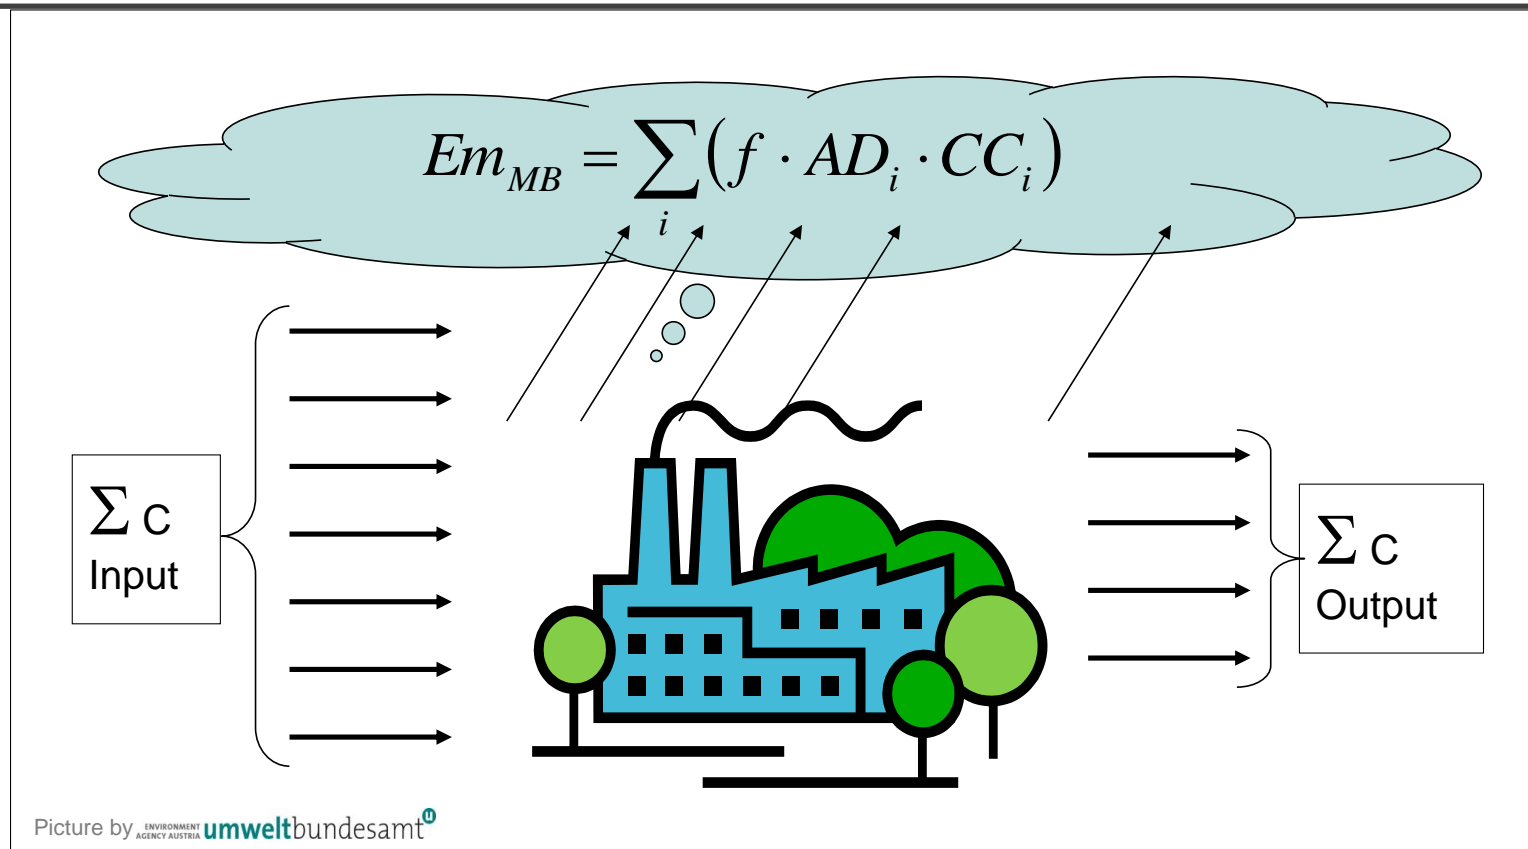 Em_MB = ∑_i (f · AD_i · CC_i)
∑ C
Input
∑ C
Output
Picture by ENVIRONMENT AGENCY AUSTRIA umweltbundesamt u